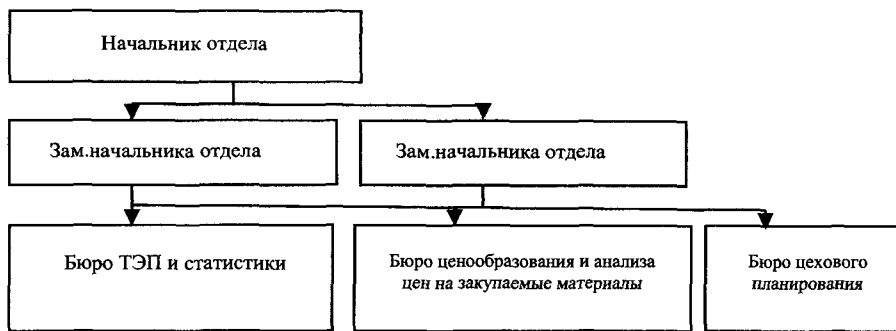 Начальник отдела
Зам.начальника отдела
Зам.начальника отдела
Бюро ТЭП и статистики
Бюро ценообразования и анализа
цен на закупаемые материалы
Бюро цехового
планирования